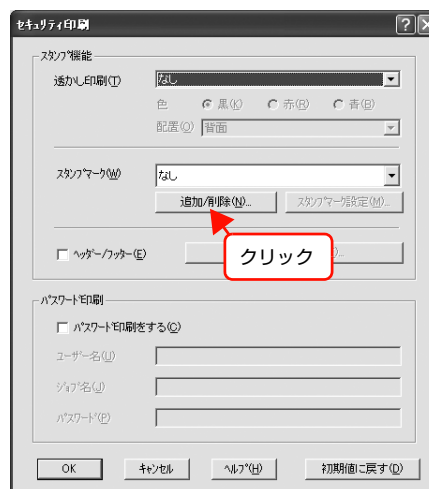 セキュリティ印刷
スタンプ機能
透かし印刷(T) なし
色 黒(K) 赤(R) 青(B)
配置(O) 背面
スタンプマーク(W) なし
追加/削除(N)... スタンプマーク設定(M)...
クリック
ヘッダー/フッター(E)
パスワード印刷
パスワード印刷をする(C)
ユーザー名(U)
ジョブ名(J)
パスワード(P)
OK キャンセル ヘルプ(H) 初期値に戻す(D)